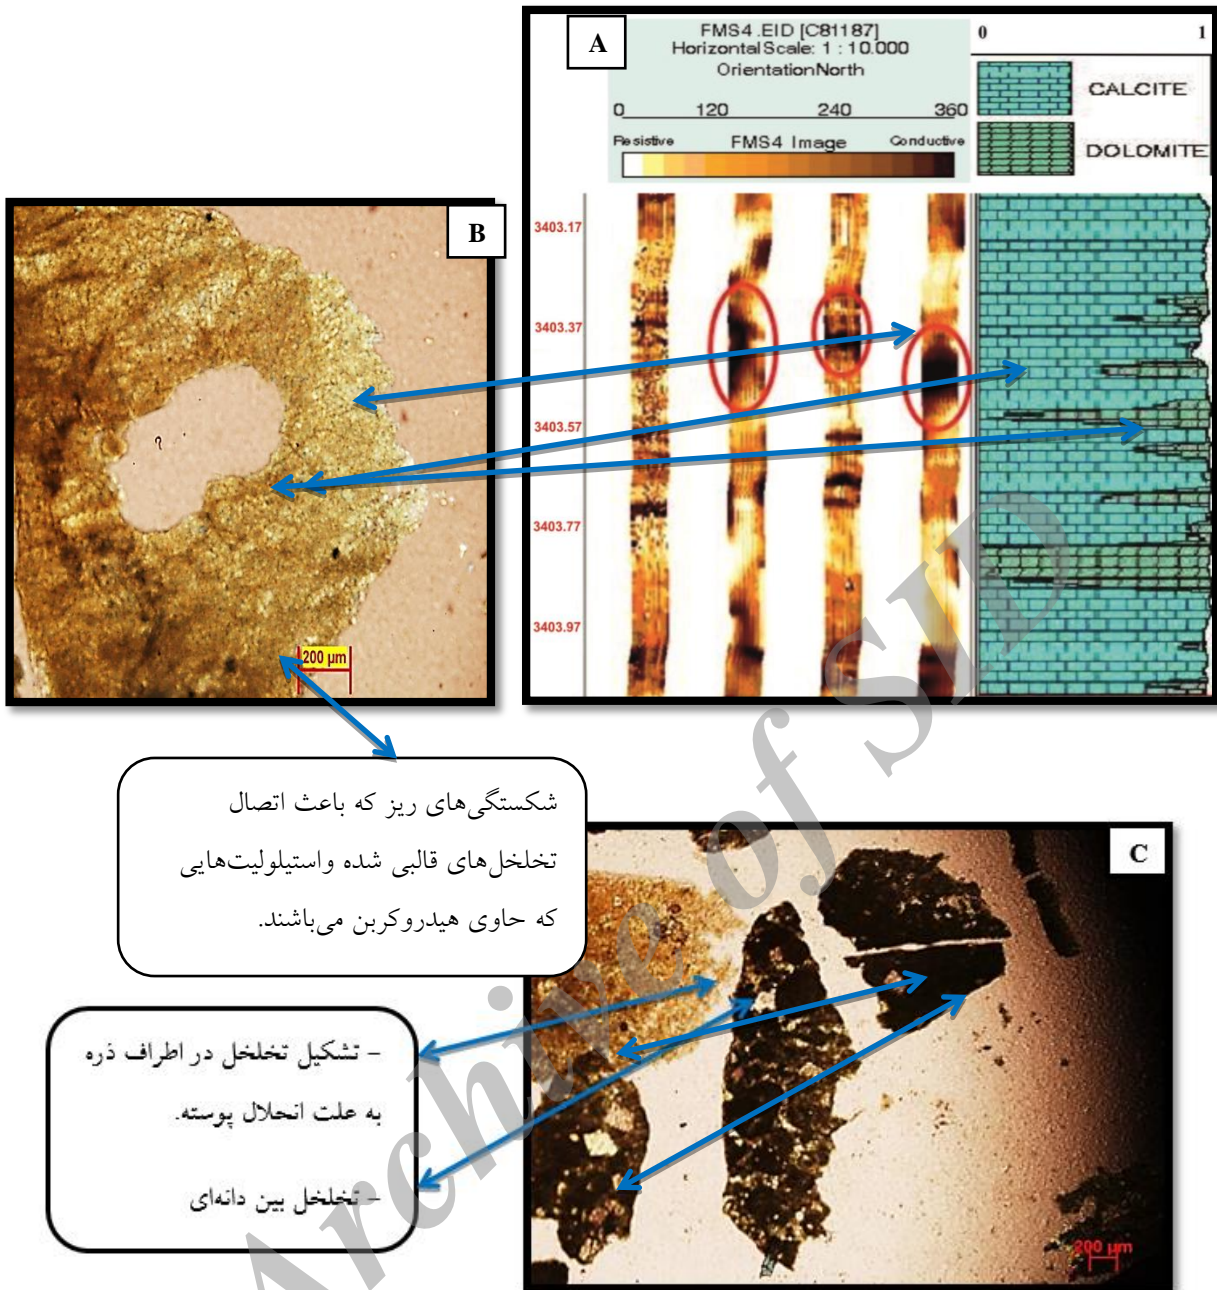 A
FMS4 .EID [C81187]
Horizontal Scale: 1 : 10.000
Orientation North
0 120 240 360
Resistive FMS4 Image Conductive
0 1
CALCITE
DOLOMITE
3403.17
3403.37
3403.57
3403.77
3403.97
B
200 µm
شکستگی‌های ریز که باعث اتصال
تخلخل‌های قالبی شده واستیلولیت‌هایی
که حاوی هیدروکربن می‌باشند.
C
– تشکیل تخلخل در اطراف ذره
به علت انحلال پوسته.
– تخلخل بین دانه‌ای
200 µm
Archive of SID